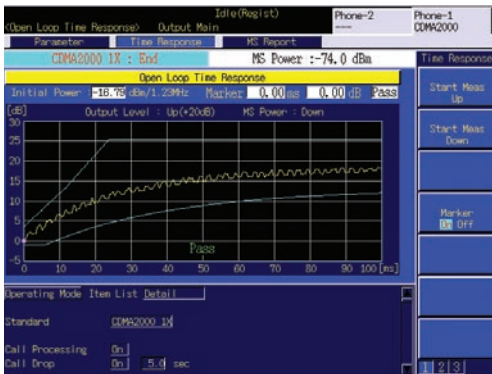 Idle(Regist)
Phone-2
Phone-1
<Open Loop Time Response>
Output Main
----
CDMA2000
Parameter
Time Response
MS Report
CDMA2000 1X : End
MS Power :-74.0 dBm
Time Response
Open Loop Time Response
Initial Power :-16.75 dBm/1.23MHz
Marker 0.00 ms 0.00 dB Pass
Start Meas
Up
[dB]
Output Level : Up(+20dB)
MS Power : Down
30
25
20
15
10
5
0
-5
Pass
0 10 20 30 40 50 60 70 80 90 100 [ms]
Start Meas
Down
Marker
On Off
Operating Mode Item List Detail
Standard
CDMA2000 1X
Call Processing
On
Call Drop
On 5.0 sec
1 2 3